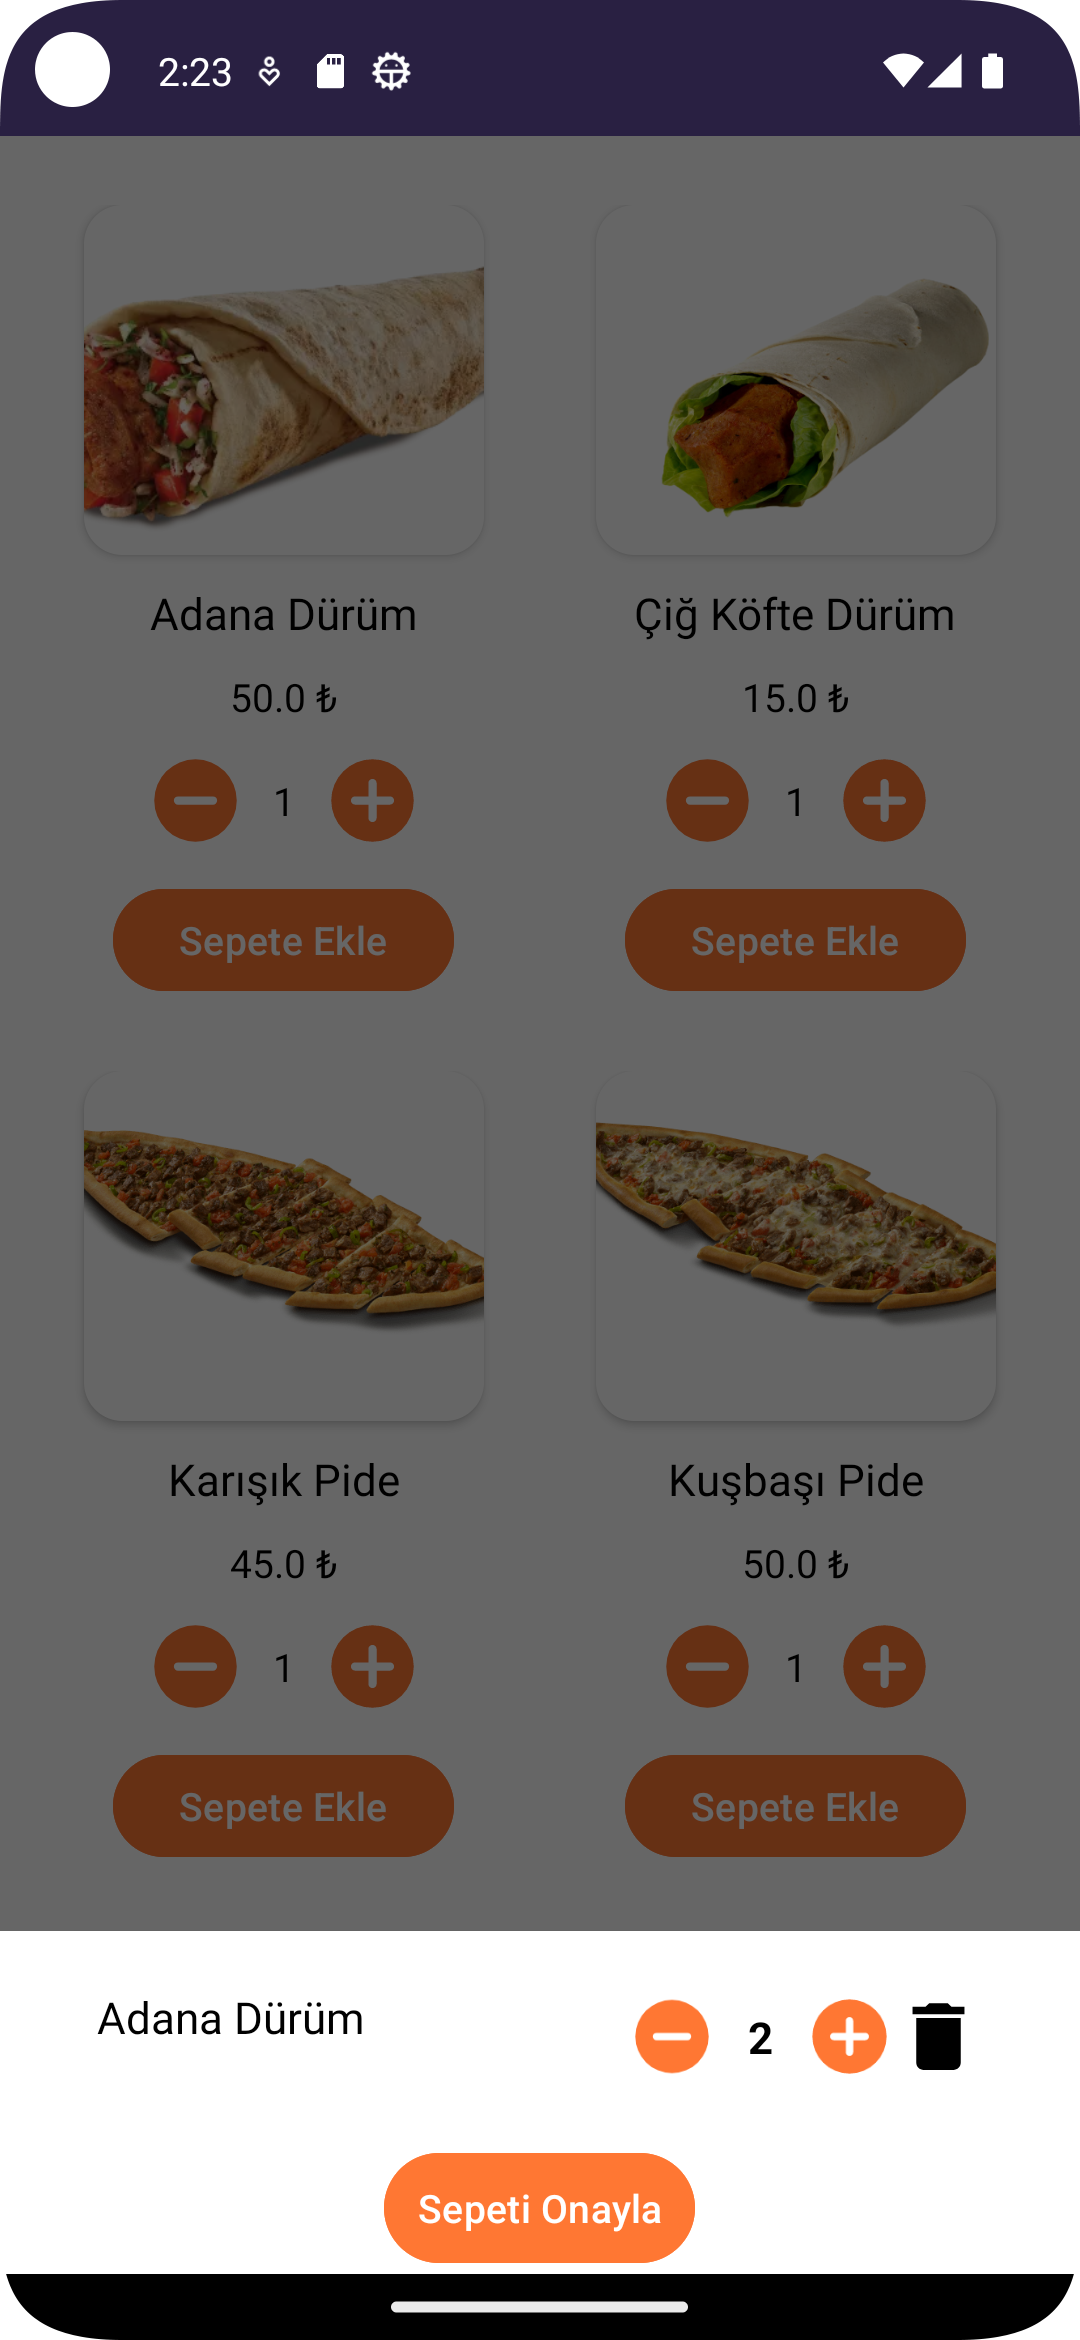 2:23
Adana Dürüm
Çiğ Köfte Dürüm
50.0 ₺
15.0 ₺
1
1
Sepete Ekle
Sepete Ekle
Karışık Pide
Kuşbaşı Pide
45.0 ₺
50.0 ₺
1
1
Sepete Ekle
Sepete Ekle
Adana Dürüm
2
Sepeti Onayla